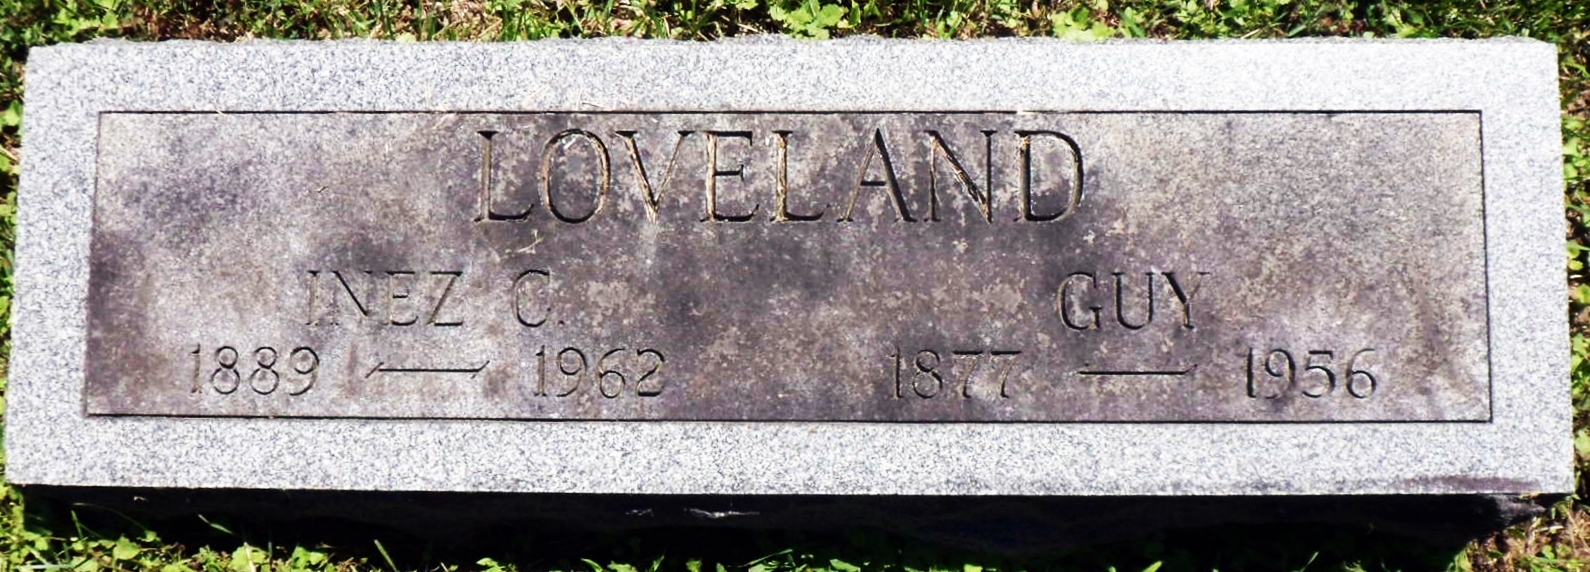 LOVELAND
INEZ C. GUY
1889 — 1962 1877 — 1956